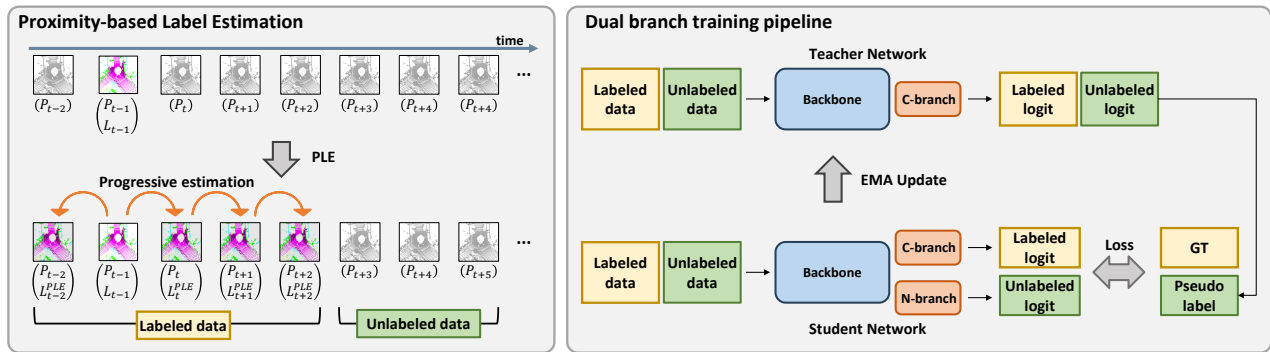 Proximity-based Label Estimation
time
(P_{t−2})
(P_{t−1} L_{t−1})
(P_t)
(P_{t+1})
(P_{t+2})
(P_{t+3})
(P_{t+4})
(P_{t+4})
...
PLE
Progressive estimation
(P_{t−2} L^{PLE}_{t−2})
(P_{t−1} L_{t−1})
(P_t L^{PLE}_t)
(P_{t+1} L^{PLE}_{t+1})
(P_{t+2} L^{PLE}_{t+2})
(P_{t+3})
(P_{t+4})
(P_{t+5})
...
Labeled data
Unlabeled data
Dual branch training pipeline
Teacher Network
Labeled data
Unlabeled data
Backbone
C-branch
Labeled logit
Unlabeled logit
EMA Update
Labeled data
Unlabeled data
Backbone
C-branch
N-branch
Labeled logit
Unlabeled logit
Loss
GT
Pseudo label
Student Network